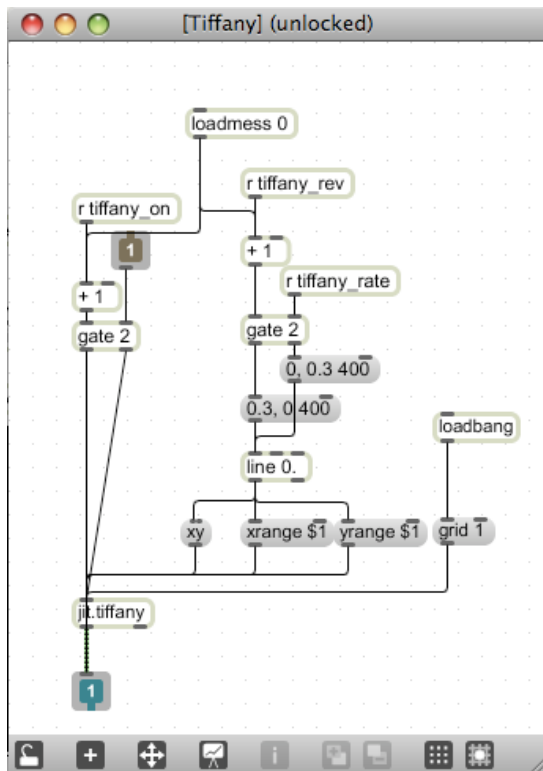 [Tiffany] (unlocked)
loadmess 0
r tiffany_rev
r tiffany_on
1
+ 1
r tiffany_rate
+ 1
gate 2
gate 2
0, 0.3 400
0.3, 0 400
loadbang
line 0.
xy
xrange $1
yrange $1
grid 1
jit.tiffany
1